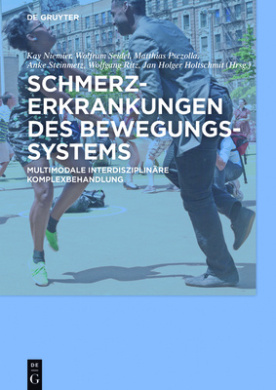 DE GRUYTER
Kay Niemier, Wolfram Seidel, Matthias Psczolla,
Anke Steinmetz, Wolfgang Ritz, Jan Holger Holtschmit (Hrsg.)
SCHMERZ-
ERKRANKUNGEN
DES BEWEGUNGS-
SYSTEMS
MULTIMODALE INTERDISZIPLINÄRE
KOMPLEXBEHANDLUNG
DE
G